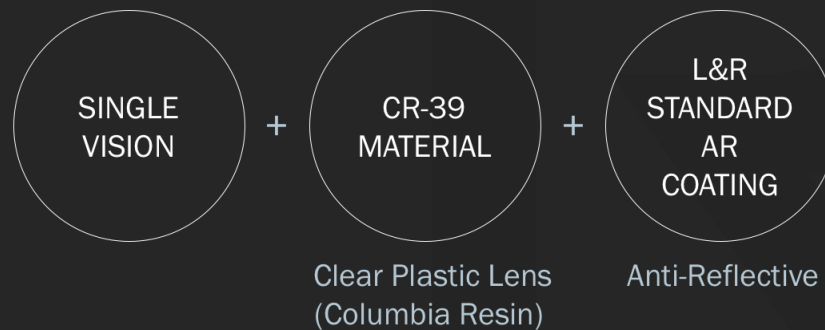 SINGLE
VISION
+
CR-39
MATERIAL
+
L&R
STANDARD
AR
COATING
Clear Plastic Lens
(Columbia Resin)
Anti-Reflective